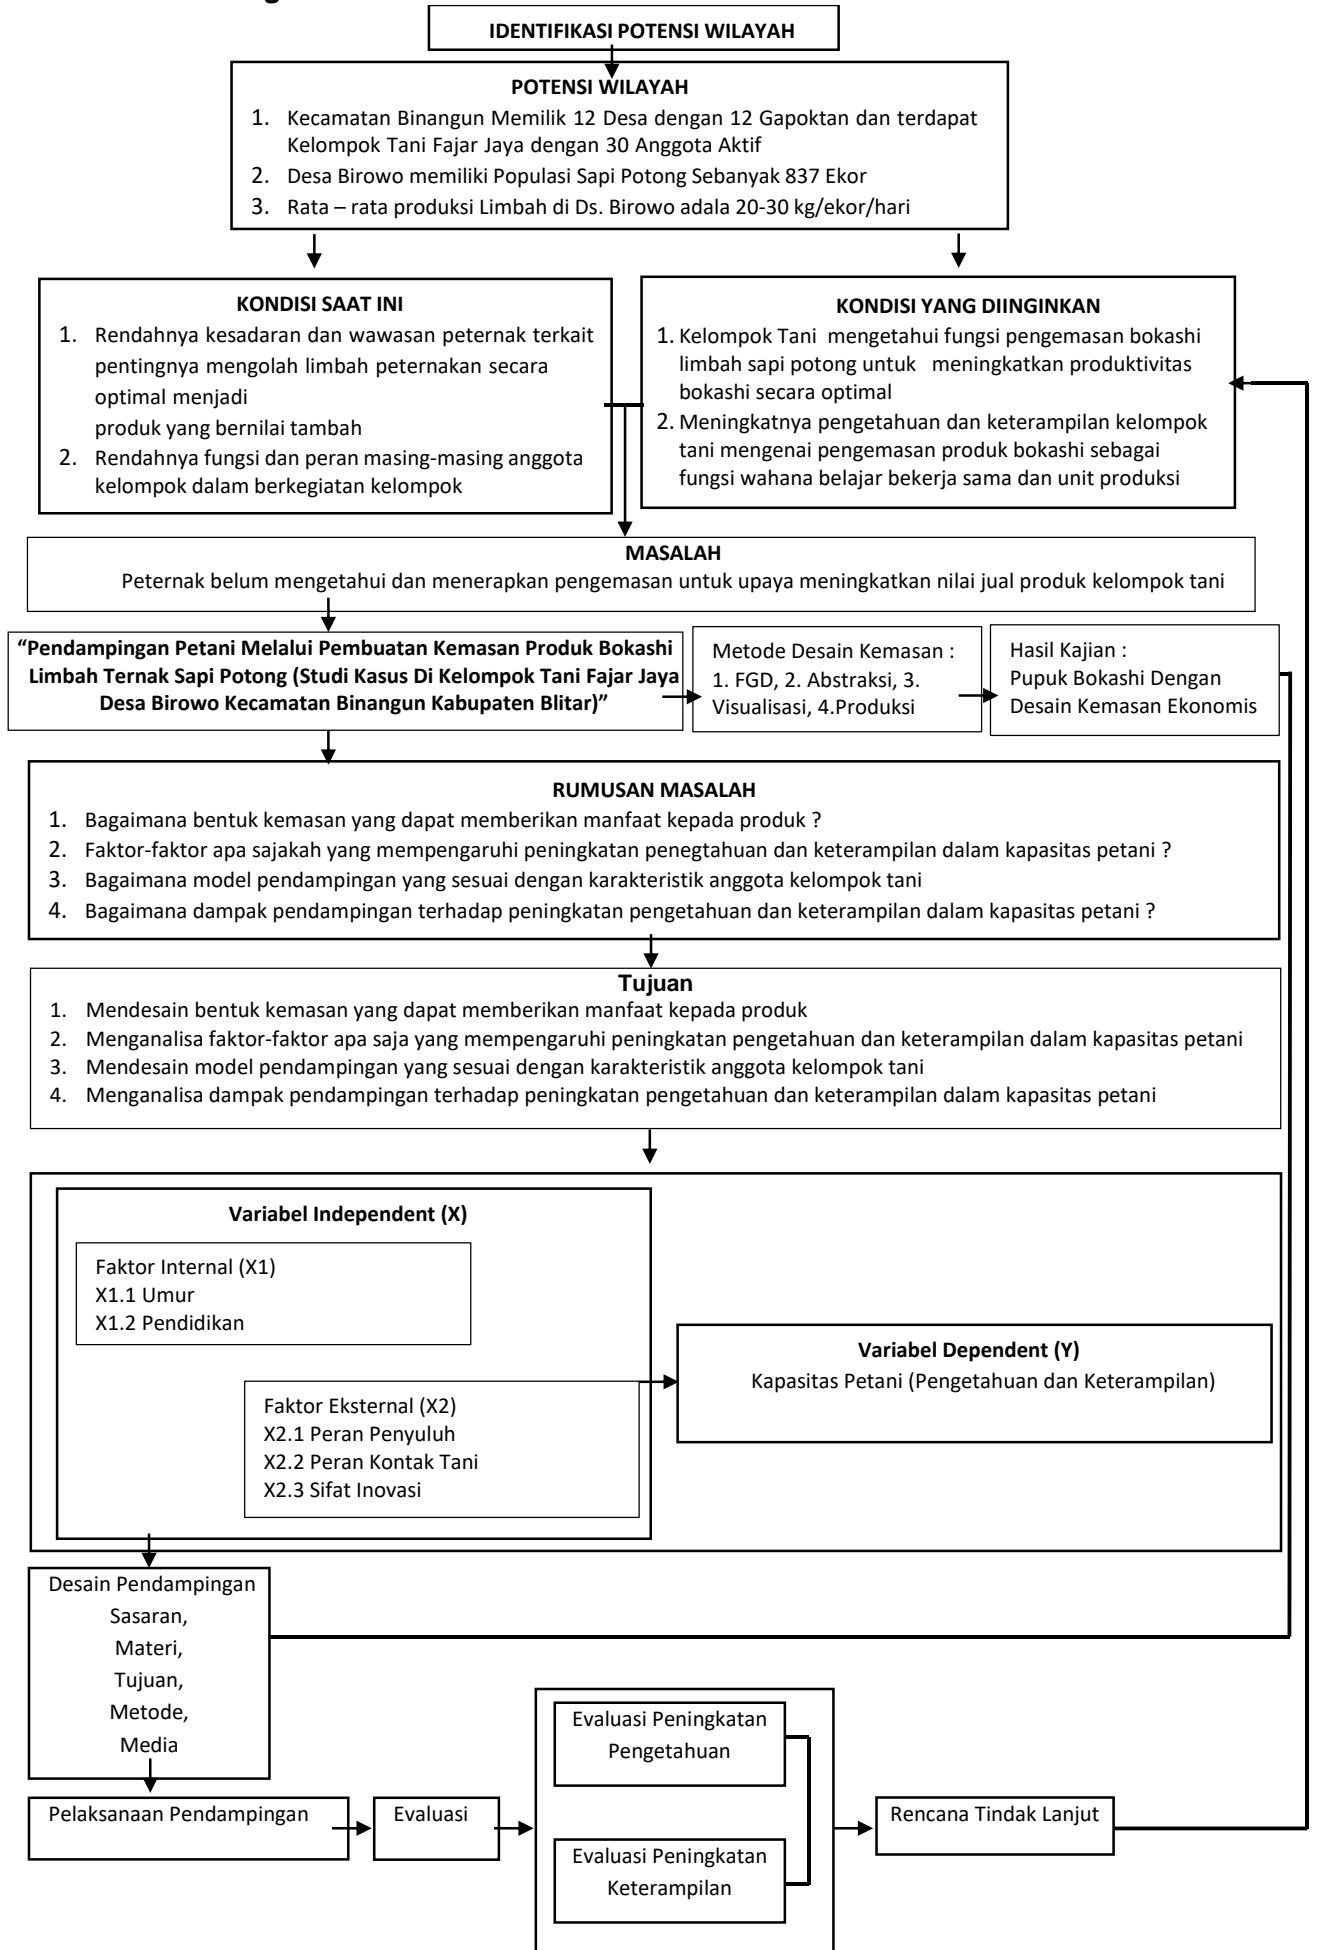 IDENTIFIKASI POTENSI WILAYAH
POTENSI WILAYAH
1. Kecamatan Binangun Memilik 12 Desa dengan 12 Gapoktan dan terdapat
Kelompok Tani Fajar Jaya dengan 30 Anggota Aktif
2. Desa Birowo memiliki Populasi Sapi Potong Sebanyak 837 Ekor
3. Rata – rata produksi Limbah di Ds. Birowo adala 20-30 kg/ekor/hari
KONDISI SAAT INI
1. Rendahnya kesadaran dan wawasan peternak terkait
pentingnya mengolah limbah peternakan secara
optimal menjadi
produk yang bernilai tambah
2. Rendahnya fungsi dan peran masing-masing anggota
kelompok dalam berkegiatan kelompok
KONDISI YANG DIINGINKAN
1. Kelompok Tani mengetahui fungsi pengemasan bokashi
limbah sapi potong untuk meningkatkan produktivitas
bokashi secara optimal
2. Meningkatnya pengetahuan dan keterampilan kelompok
tani mengenai pengemasan produk bokashi sebagai
fungsi wahana belajar bekerja sama dan unit produksi
MASALAH
Peternak belum mengetahui dan menerapkan pengemasan untuk upaya meningkatkan nilai jual produk kelompok tani
“Pendampingan Petani Melalui Pembuatan Kemasan Produk Bokashi
Limbah Ternak Sapi Potong (Studi Kasus Di Kelompok Tani Fajar Jaya
Desa Birowo Kecamatan Binangun Kabupaten Blitar)”
Metode Desain Kemasan :
1. FGD, 2. Abstraksi, 3.
Visualisasi, 4.Produksi
Hasil Kajian :
Pupuk Bokashi Dengan
Desain Kemasan Ekonomis
RUMUSAN MASALAH
1. Bagaimana bentuk kemasan yang dapat memberikan manfaat kepada produk ?
2. Faktor-faktor apa sajakah yang mempengaruhi peningkatan penegtahuan dan keterampilan dalam kapasitas petani ?
3. Bagaimana model pendampingan yang sesuai dengan karakteristik anggota kelompok tani
4. Bagaimana dampak pendampingan terhadap peningkatan pengetahuan dan keterampilan dalam kapasitas petani ?
Tujuan
1. Mendesain bentuk kemasan yang dapat memberikan manfaat kepada produk
2. Menganalisa faktor-faktor apa saja yang mempengaruhi peningkatan pengetahuan dan keterampilan dalam kapasitas petani
3. Mendesain model pendampingan yang sesuai dengan karakteristik anggota kelompok tani
4. Menganalisa dampak pendampingan terhadap peningkatan pengetahuan dan keterampilan dalam kapasitas petani
Variabel Independent (X)
Faktor Internal (X1)
X1.1 Umur
X1.2 Pendidikan
Faktor Eksternal (X2)
X2.1 Peran Penyuluh
X2.2 Peran Kontak Tani
X2.3 Sifat Inovasi
Variabel Dependent (Y)
Kapasitas Petani (Pengetahuan dan Keterampilan)
Desain Pendampingan
Sasaran,
Materi,
Tujuan,
Metode,
Media
Pelaksanaan Pendampingan
Evaluasi
Evaluasi Peningkatan
Pengetahuan
Evaluasi Peningkatan
Keterampilan
Rencana Tindak Lanjut